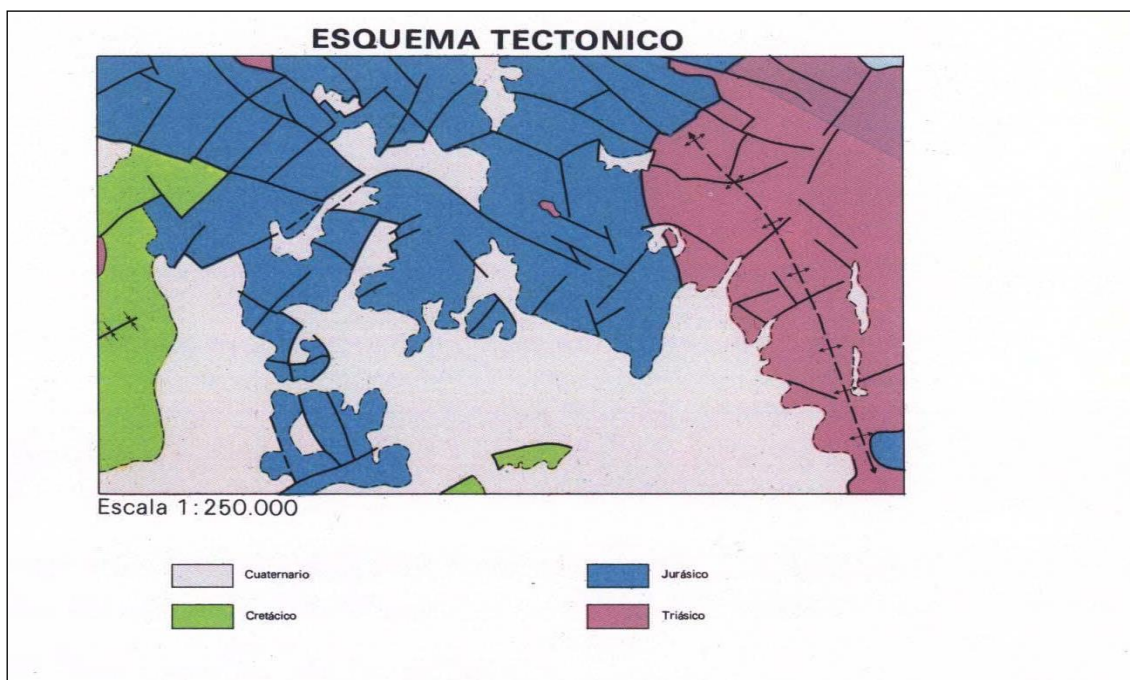 ESQUEMA TECTONICO
Escala 1:250.000
Cuaternario
Jurásico
Cretácico
Triásico